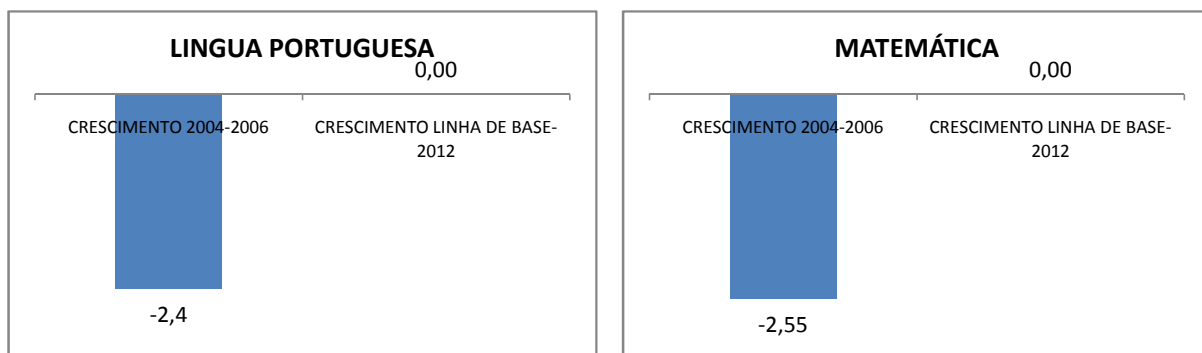 LINGUA PORTUGUESA
0,00
CRESCIMENTO 2004-2006
CRESCIMENTO LINHA DE BASE-
2012
-2,4
MATEMÁTICA
0,00
CRESCIMENTO 2004-2006
CRESCIMENTO LINHA DE BASE-
2012
-2,55